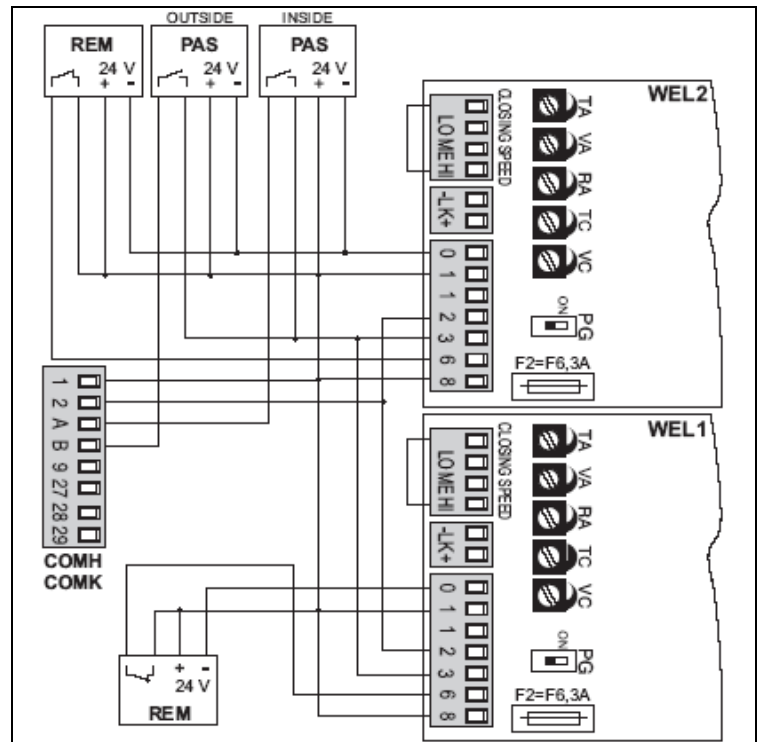 OUTSIDE INSIDE
REM PAS PAS
24 V 24 V 24 V
+ - + - + -
WEL2
CLOSING SPEED
LO ME HI
-LK+
0
1
1
2
3
6
8
TA
VA
RA
TC
VC
ON
PG
F2=F6,3A
1
2
A
B
9
27
28
29
COMH
COMK
WEL1
CLOSING SPEED
LO ME HI
-LK+
0
1
1
2
3
6
8
TA
VA
RA
TC
VC
ON
PG
F2=F6,3A
+ -
24 V
REM